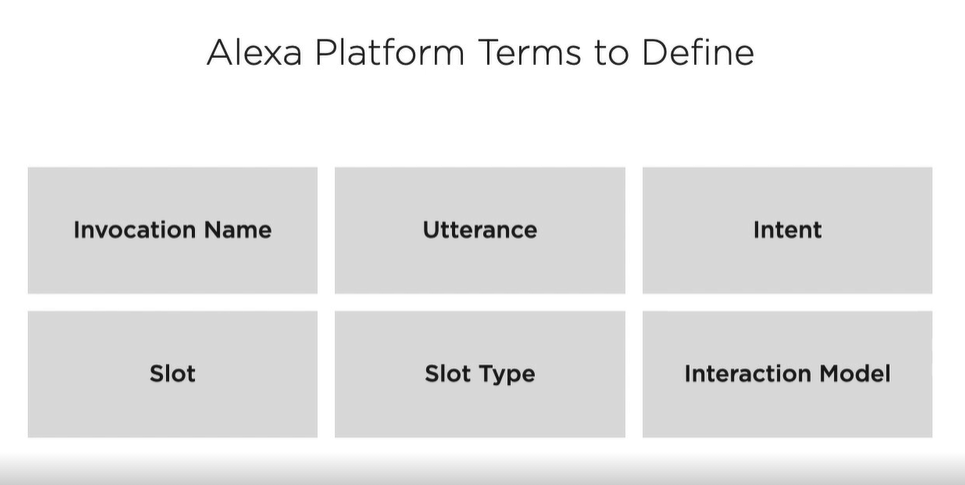 Alexa Platform Terms to Define
Invocation Name
Utterance
Intent
Slot
Slot Type
Interaction Model